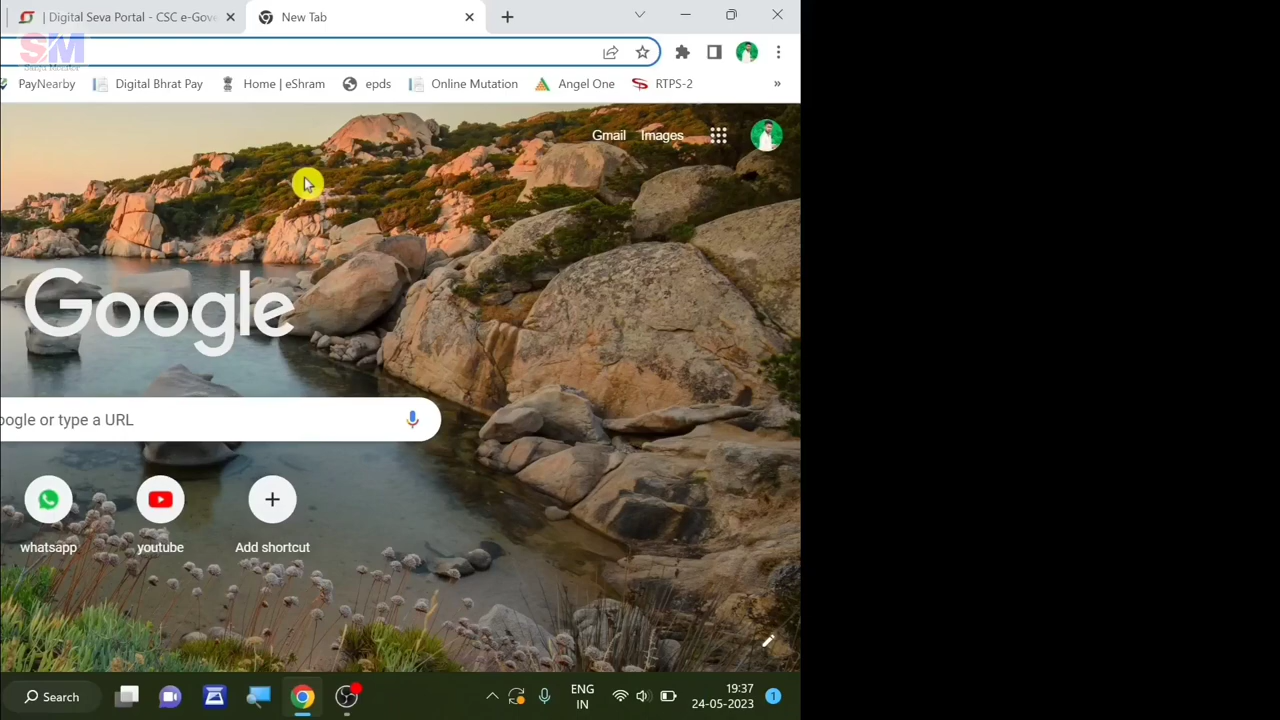 | Digital Seva Portal - CSC e-Gove
New Tab
SM
PayNearby
Digital Bhrat Pay
Home | eShram
epds
Online Mutation
Angel One
RTPS-2
»
Gmail
Images
Google
oogle or type a URL
whatsapp
youtube
Add shortcut
Search
ENG
IN
19:37
24-05-2023
1